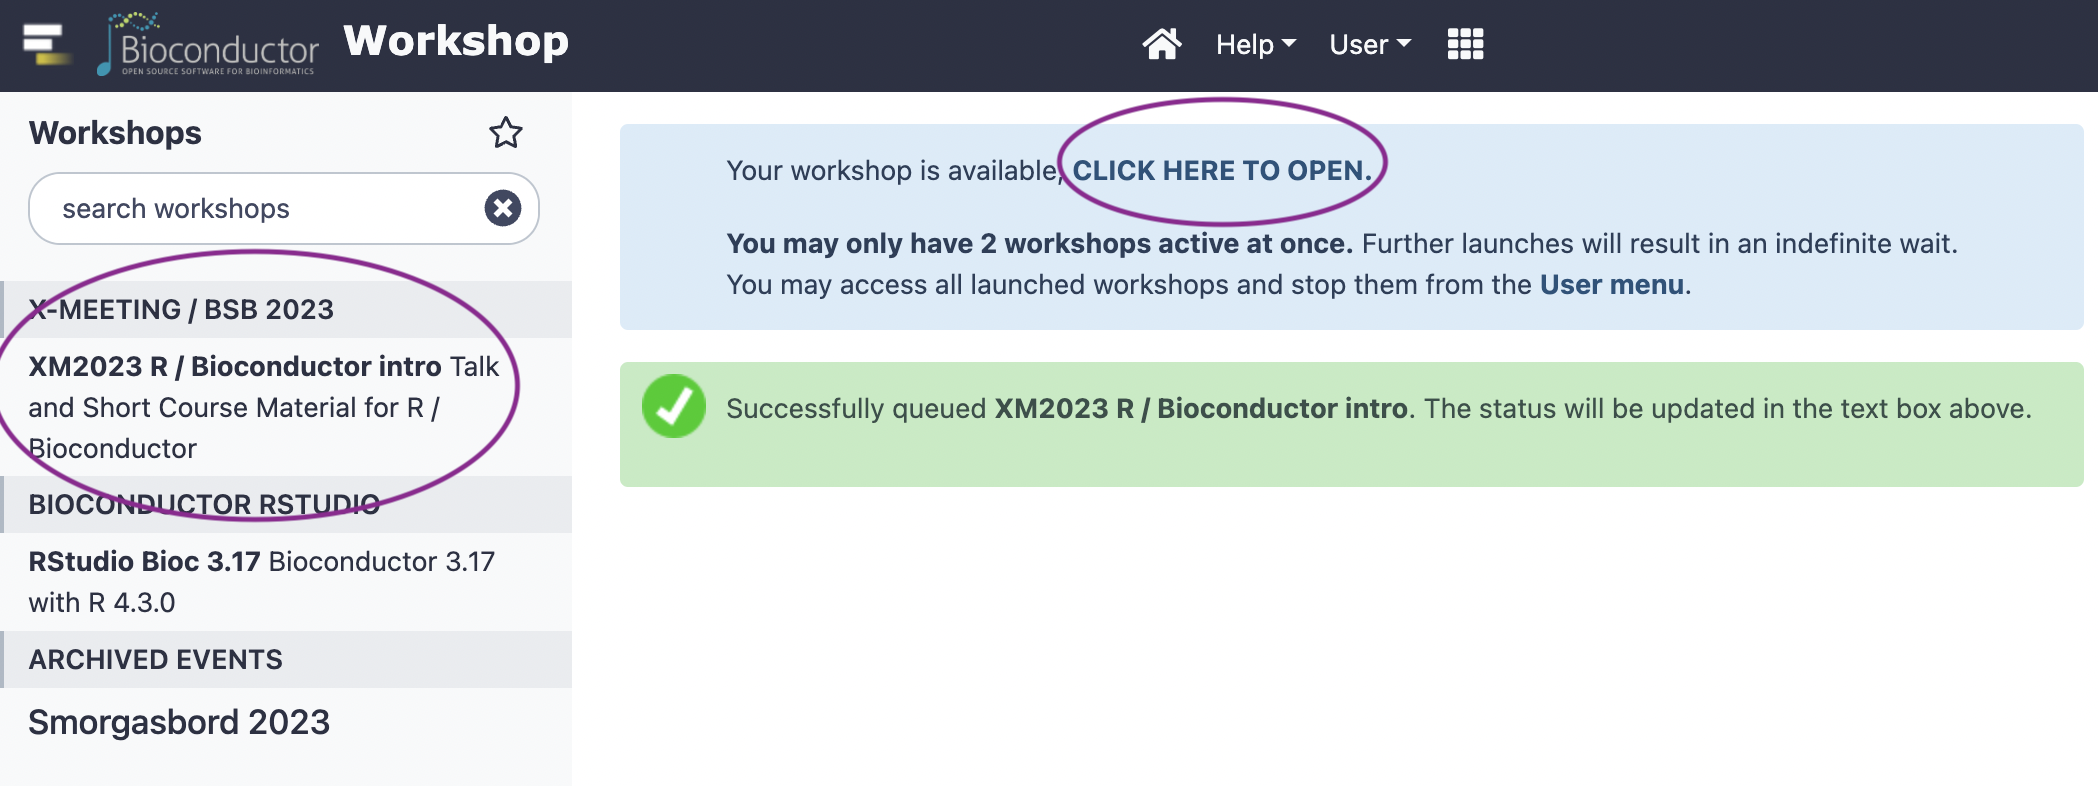 Bioconductor
OPEN SOURCE SOFTWARE FOR BIOINFORMATICS
Workshop
Help
User
Workshops
search workshops
X-MEETING / BSB 2023
XM2023 R / Bioconductor intro Talk
and Short Course Material for R /
Bioconductor
BIOCONDUCTOR RSTUDIO
RStudio Bioc 3.17 Bioconductor 3.17
with R 4.3.0
ARCHIVED EVENTS
Smorgasbord 2023
Your workshop is available, CLICK HERE TO OPEN.
You may only have 2 workshops active at once. Further launches will result in an indefinite wait.
You may access all launched workshops and stop them from the User menu.
Successfully queued XM2023 R / Bioconductor intro. The status will be updated in the text box above.